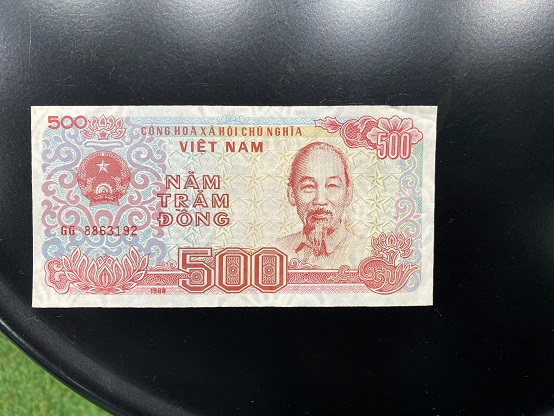 500
CỘNG HOÀ XÃ HỘI CHỦ NGHĨA
VIỆT NAM
500
NĂM
TRĂM
ĐỒNG
GG 8863192
500
1988